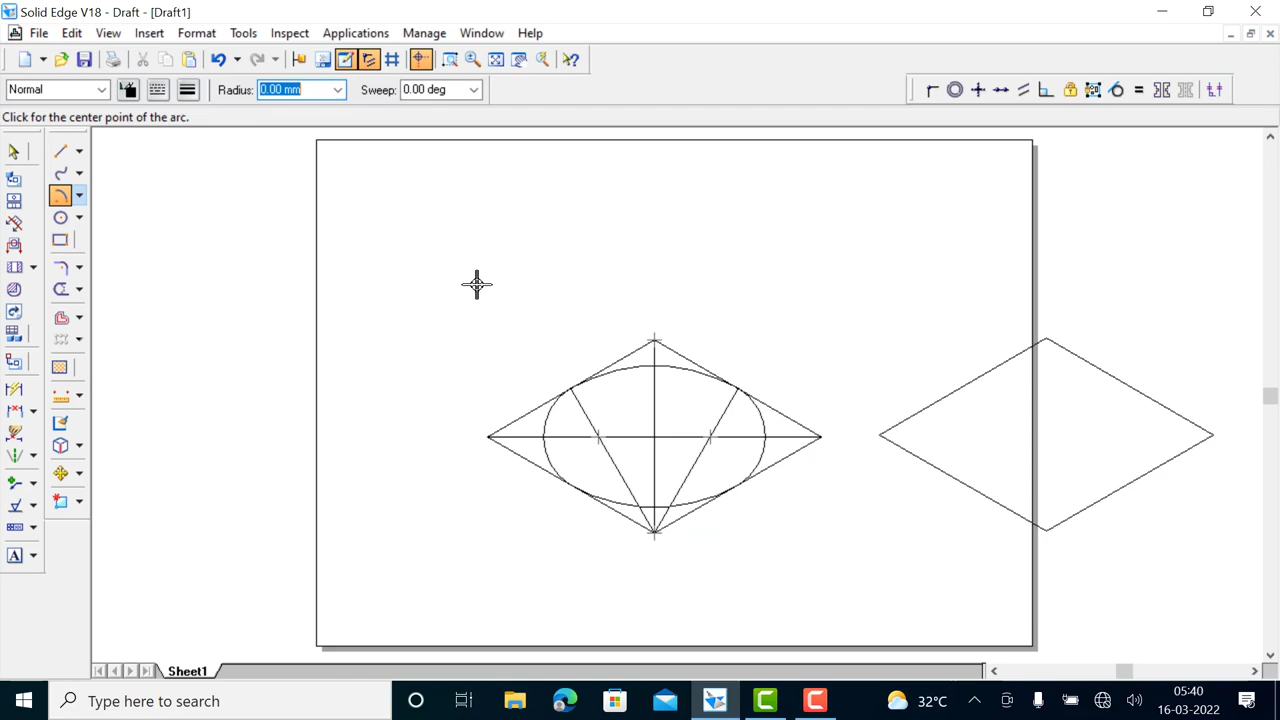 Solid Edge V18 - Draft - [Draft1]
File Edit View Insert Format Tools Inspect Applications Manage Window Help
Normal Radius: 0.00 mm Sweep: 0.00 deg
Click for the center point of the arc.
A
Sheet1
Type here to search
32°C
05:40
16-03-2022